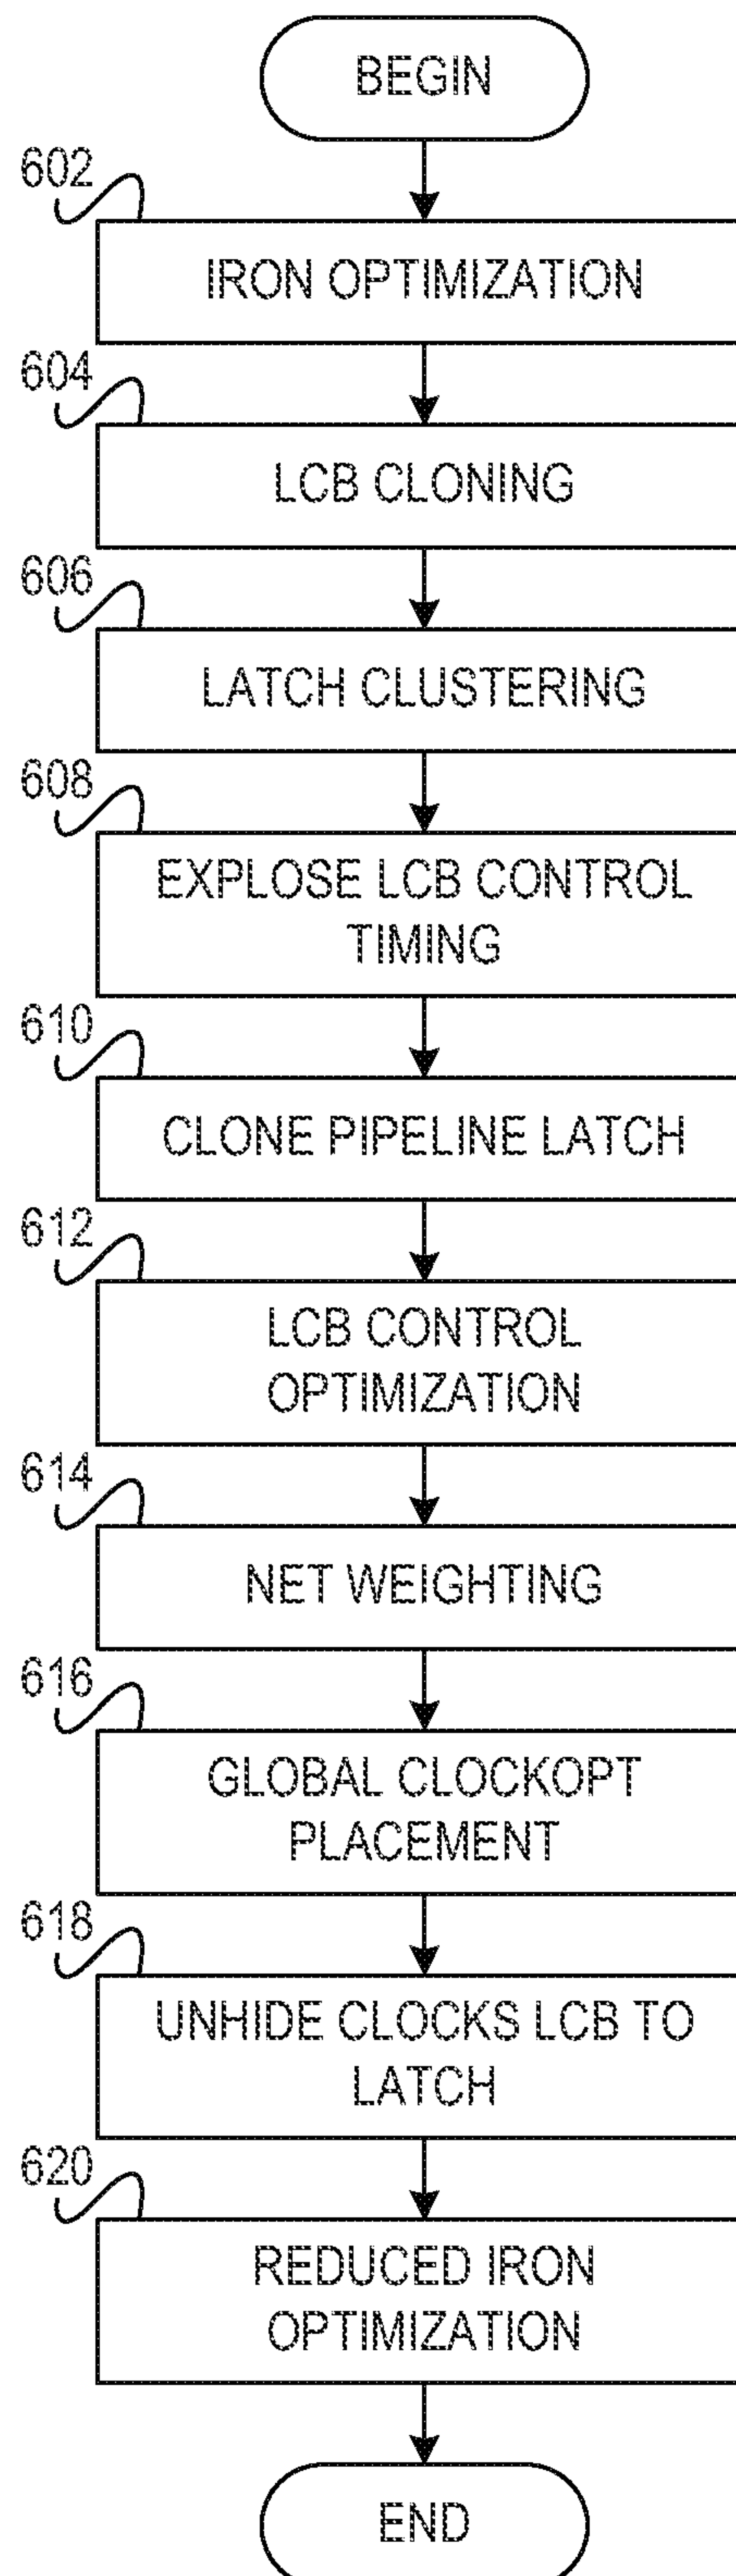 BEGIN
602
IRON OPTIMIZATION
604
LCB CLONING
606
LATCH CLUSTERING
608
EXPLOSE LCB CONTROL
TIMING
610
CLONE PIPELINE LATCH
612
LCB CONTROL
OPTIMIZATION
614
NET WEIGHTING
616
GLOBAL CLOCKOPT
PLACEMENT
618
UNHIDE CLOCKS LCB TO
LATCH
620
REDUCED IRON
OPTIMIZATION
END